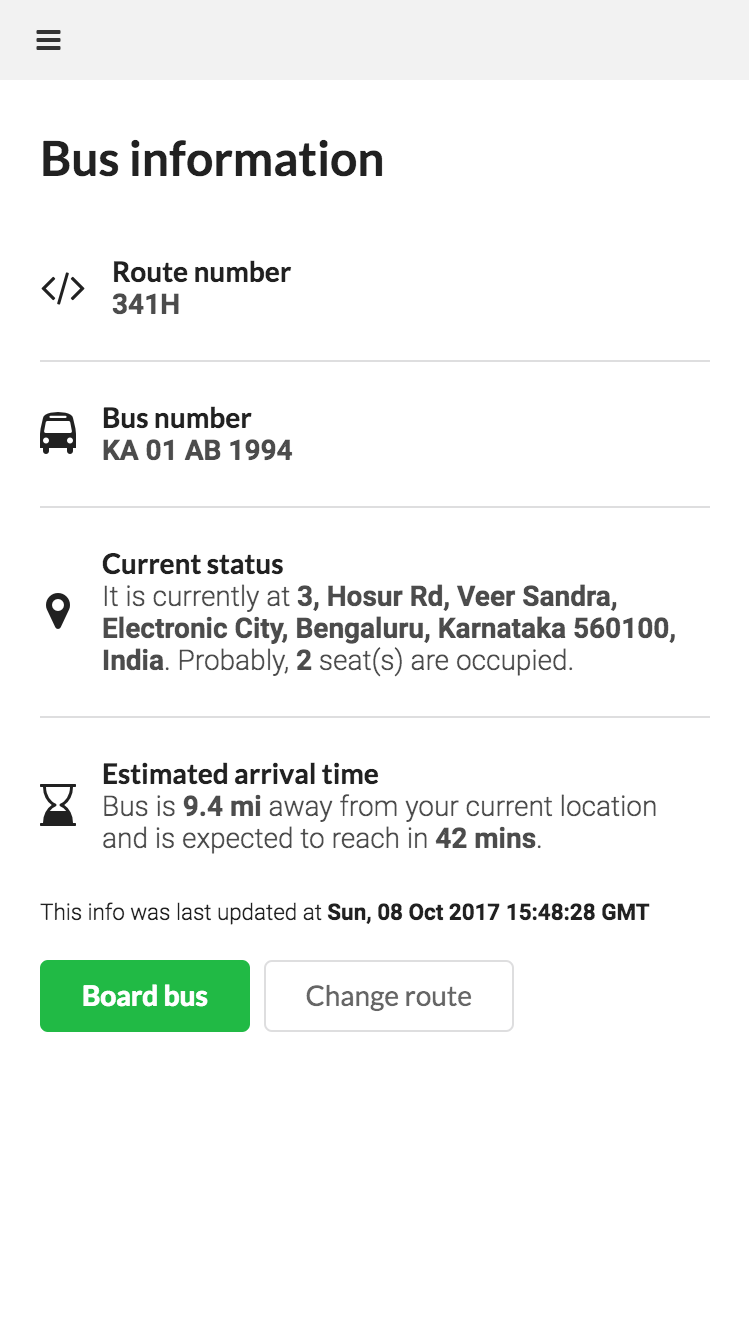 Bus information
Route number
341H
Bus number
KA 01 AB 1994
Current status
It is currently at 3, Hosur Rd, Veer Sandra,
Electronic City, Bengaluru, Karnataka 560100,
India. Probably, 2 seat(s) are occupied.
Estimated arrival time
Bus is 9.4 mi away from your current location
and is expected to reach in 42 mins.
This info was last updated at Sun, 08 Oct 2017 15:48:28 GMT
Board bus
Change route